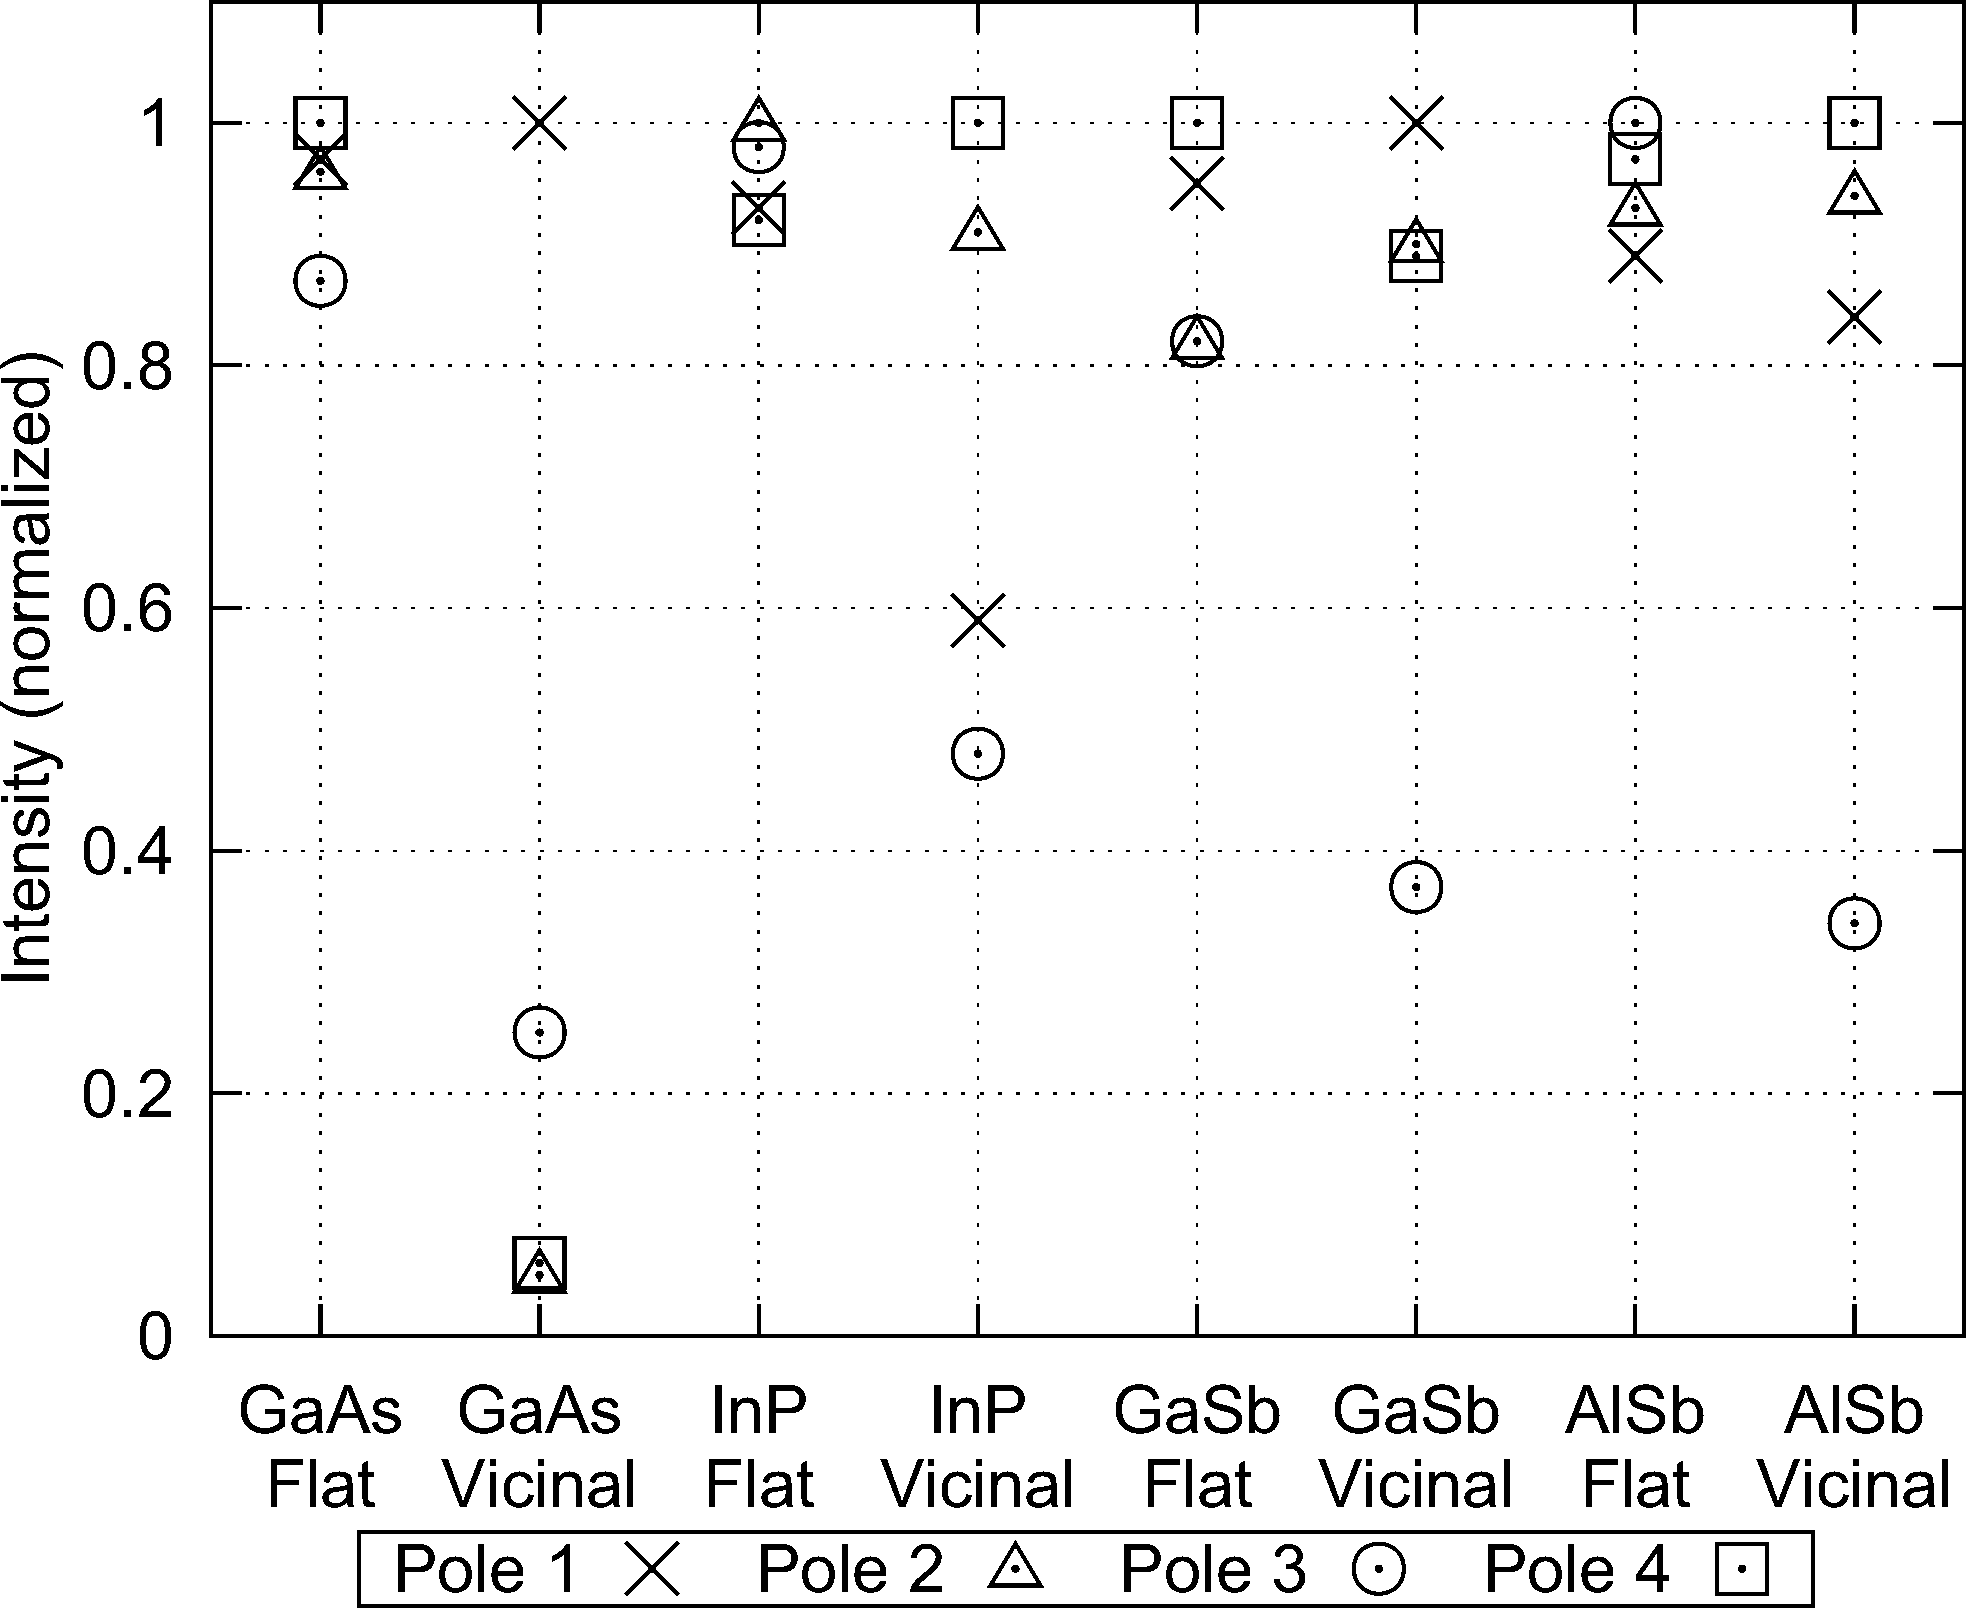 Intensity (normalized)
1
0.8
0.6
0.4
0.2
0
GaAs GaAs InP InP GaSb GaSb AlSb AlSb
Flat Vicinal Flat Vicinal Flat Vicinal Flat Vicinal
Pole 1 Pole 2 Pole 3 Pole 4